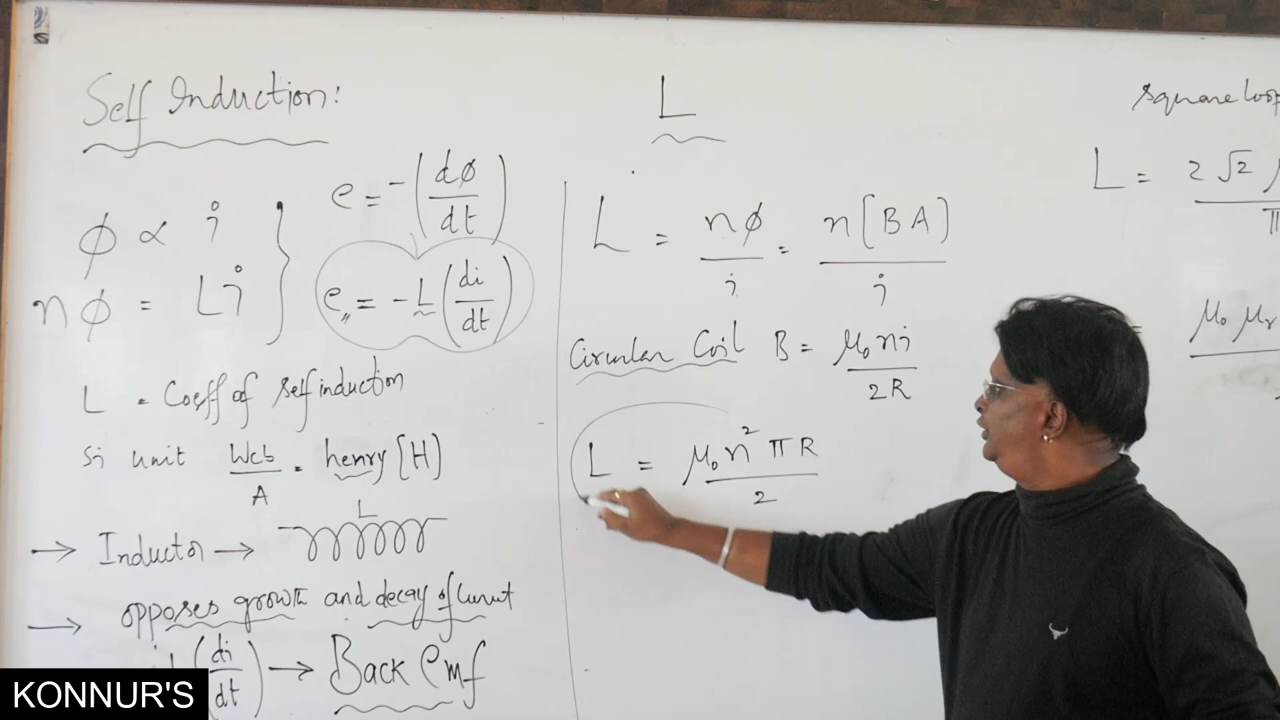 Self Induction:
φ ∝ i
nφ = Li
e = -(dφ/dt)
e = -L(di/dt)
L = Coeff of self induction
SI unit Web/A = henry [H]
→ Inductor → L
→ opposes growth and decay of current
(di/dt) → Back emf
L
L = nφ/i = n[BA]/i
Circular Coil B = μ₀ni/2R
L = μ₀n²πR/2
Square loop
L = 2√2
π
μ₀ μr
KONNUR'S